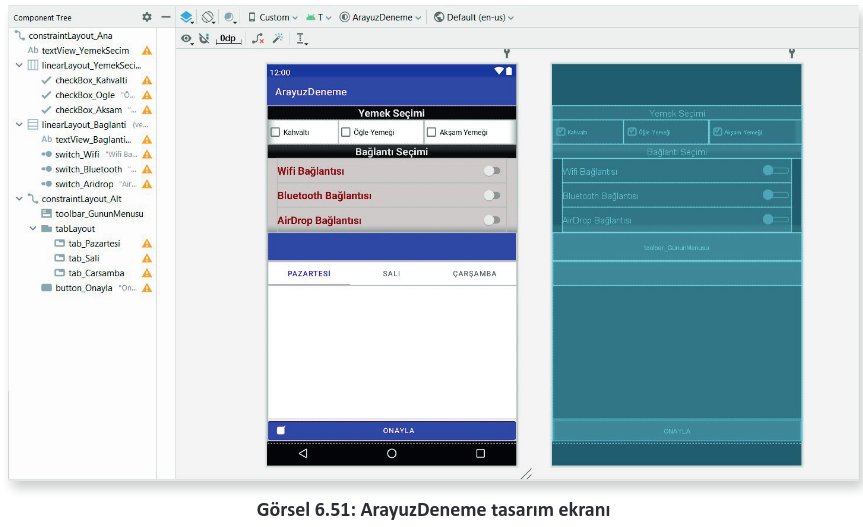 Component Tree
Custom
T
ArayuzDeneme
Default (en-us)
0dp
constraintLayout_Ana
Ab textView_YemekSecim
linearLayout_YemekSeci...
checkBox_Kahvalti
checkBox_Ogle "Ö...
checkBox_Aksam "...
linearLayout_Baglanti (ve...
Ab textView_Baglanti...
switch_Wifi "Wifi Ba...
switch_Bluetooth "...
switch_Aridrop "Air...
constraintLayout_Alt
toolbar_GununMenusu
tabLayout
tab_Pazartesi
tab_Sali
tab_Carsamba
button_Onayla "On...
12:00
ArayuzDeneme
Yemek Seçimi
Kahvaltı Öğle Yemeği Akşam Yemeği
Bağlantı Seçimi
Wifi Bağlantısı
Bluetooth Bağlantısı
AirDrop Bağlantısı
PAZARTESİ SALI ÇARŞAMBA
ONAYLA
Yemek Seçimi
Kahvaltı Öğle Yemeği Akşam Yemeği
Bağlantı Seçimi
Wifi Bağlantısı
Bluetooth Bağlantısı
AirDrop Bağlantısı
toolbar_GununMenusu
ONAYLA
Görsel 6.51: ArayuzDeneme tasarım ekranı